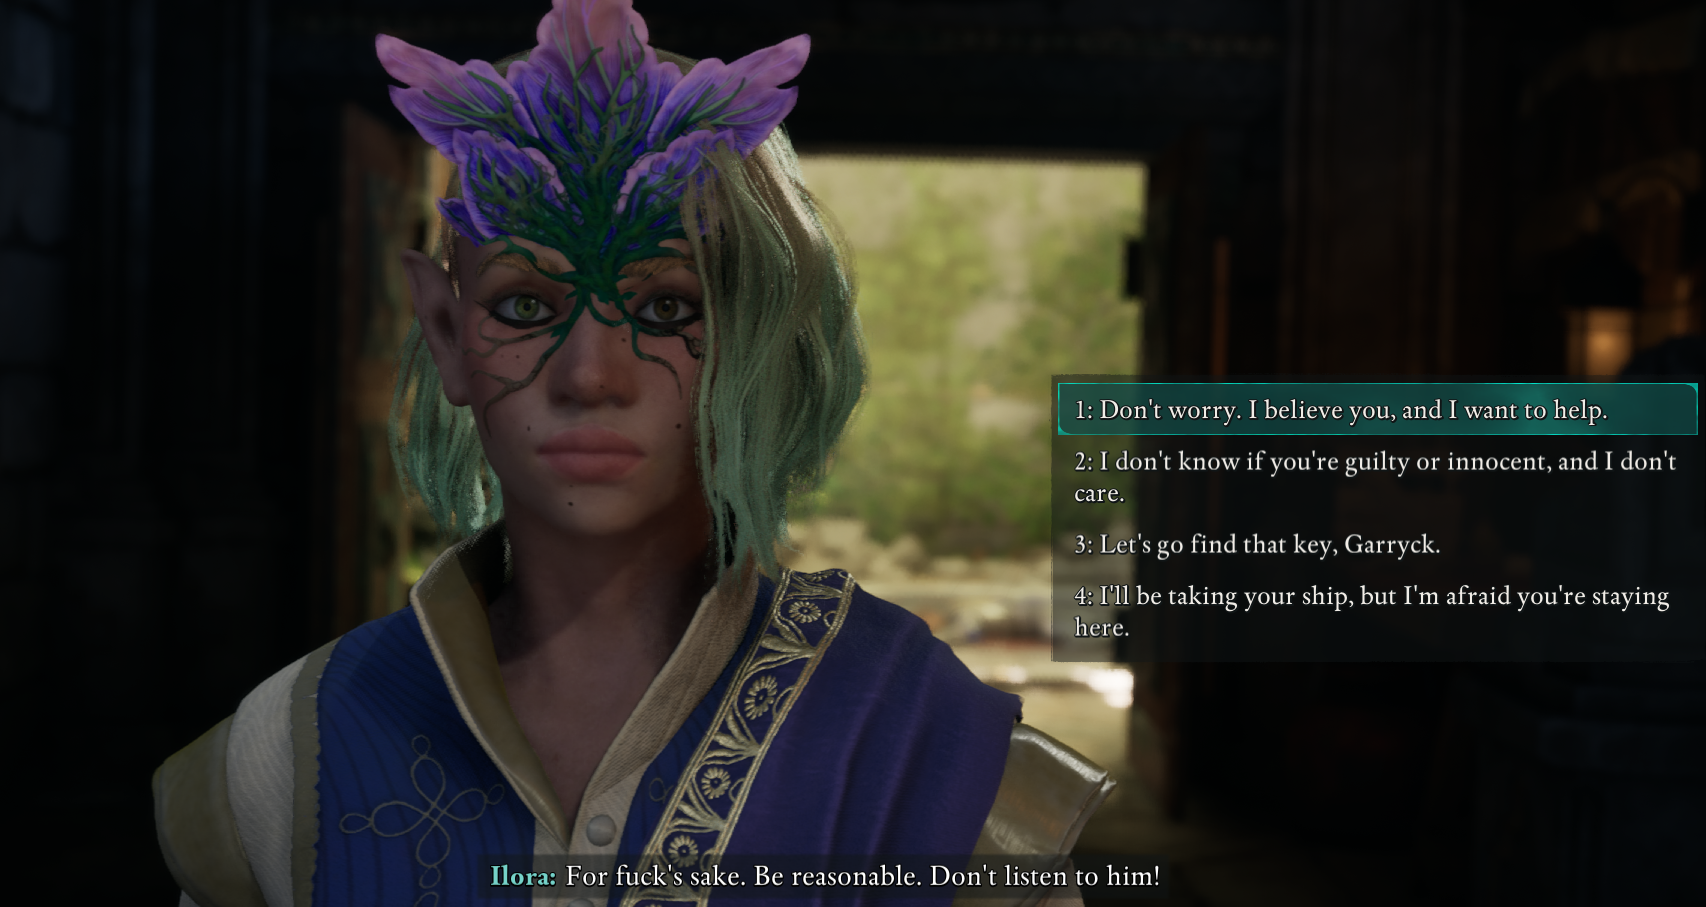 1: Don't worry. I believe you, and I want to help.
2: I don't know if you're guilty or innocent, and I don't
care.
3: Let's go find that key, Garryck.
4: I'll be taking your ship, but I'm afraid you're staying
here.
Ilora: For fuck's sake. Be reasonable. Don't listen to him!